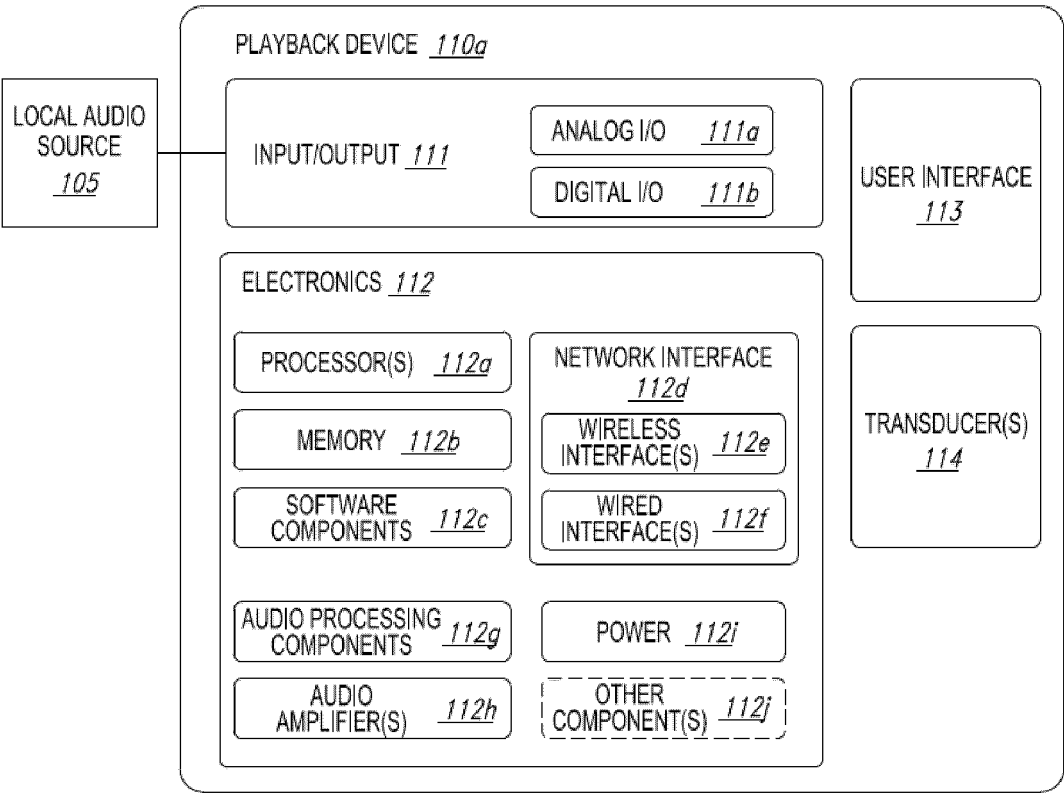 PLAYBACK DEVICE 110a
LOCAL AUDIO
SOURCE
105
INPUT/OUTPUT 111
ANALOG I/O 111a
DIGITAL I/O 111b
USER INTERFACE
113
ELECTRONICS 112
PROCESSOR(S) 112a
MEMORY 112b
SOFTWARE
COMPONENTS 112c
NETWORK INTERFACE
112d
WIRELESS
INTERFACE(S) 112e
WIRED
INTERFACE(S) 112f
TRANSDUCER(S)
114
AUDIO PROCESSING
COMPONENTS 112g
POWER 112i
AUDIO
AMPLIFIER(S) 112h
OTHER
COMPONENT(S) 112j